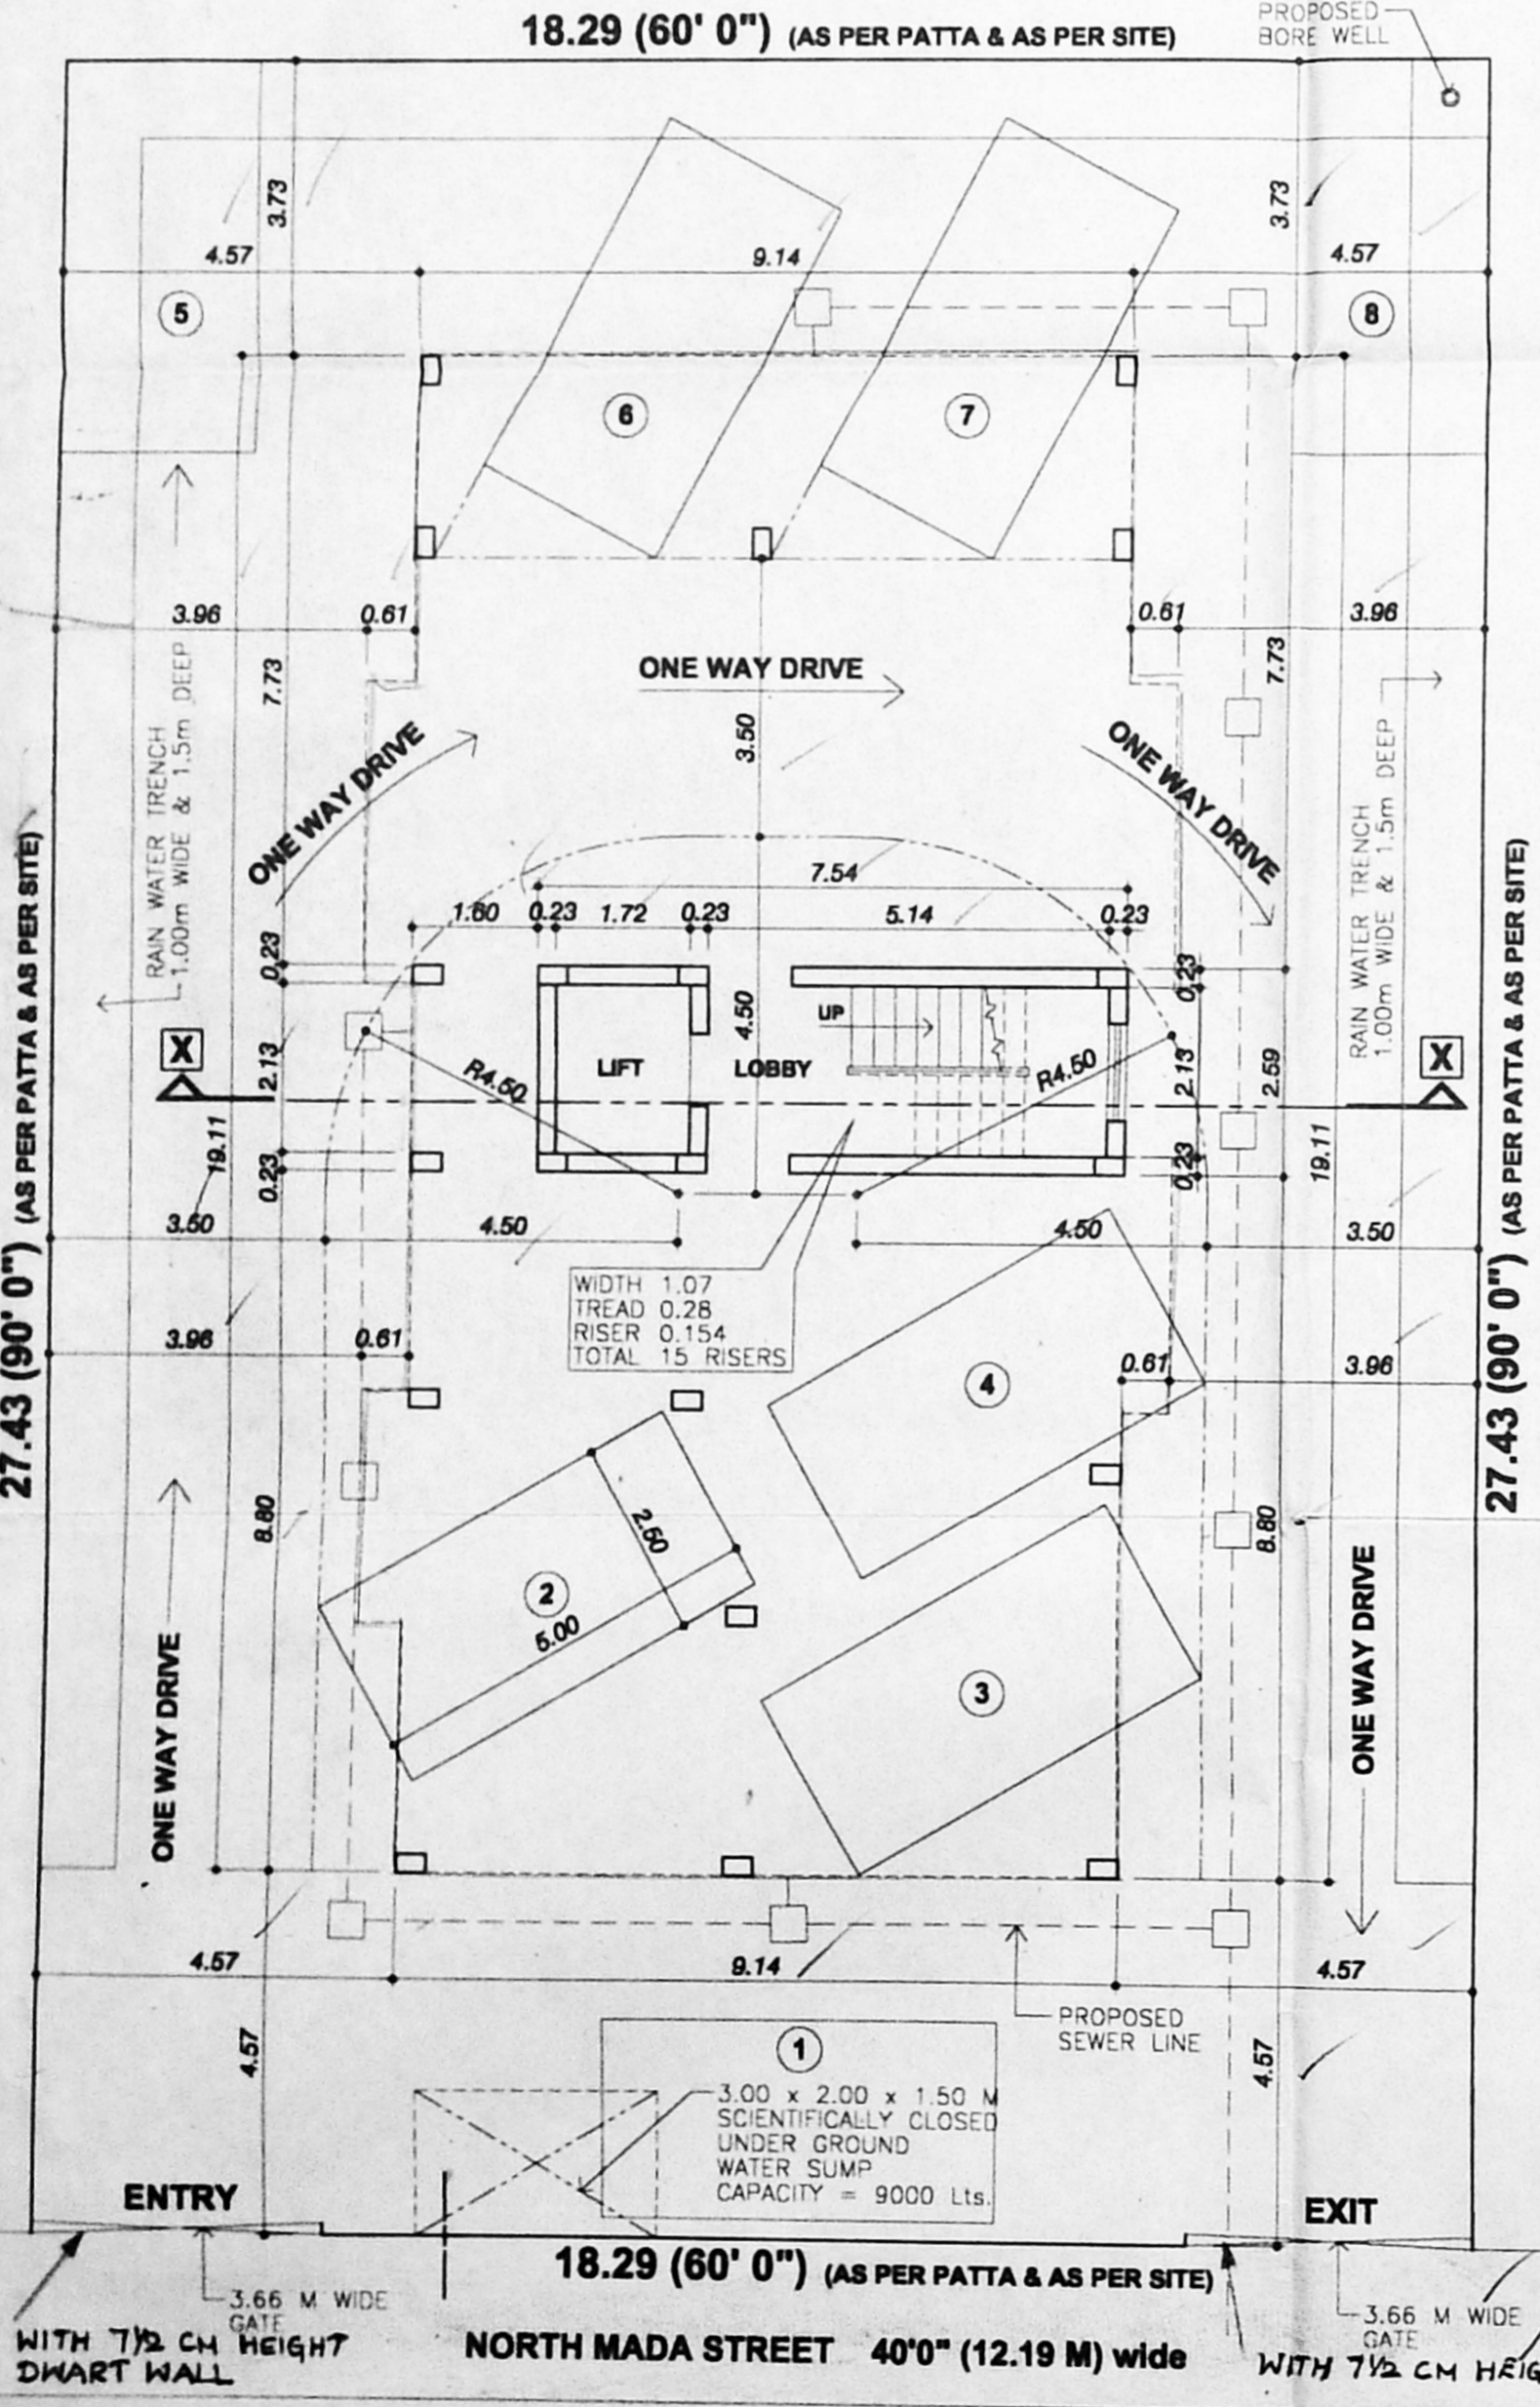 18.29 (60' 0") (AS PER PATTA & AS PER SITE)
PROPOSED
BORE WELL
3.73
3.73
4.57
9.14
4.57
5
8
6
7
3.96
0.61
0.61
3.96
7.73
7.73
ONE WAY DRIVE
3.50
RAIN WATER TRENCH
1.00m WIDE & 1.5m DEEP
ONE WAY DRIVE
ONE WAY DRIVE
RAIN WATER TRENCH
1.00m WIDE & 1.5m DEEP
7.54
1.60
0.23
1.72
0.23
5.14
0.23
0.23
0.23
27.43 (90' 0") (AS PER PATTA & AS PER SITE)
27.43 (90' 0") (AS PER PATTA & AS PER SITE)
4.50
UP
X
X
LIFT
LOBBY
R4.50
R4.50
2.13
2.13
2.59
19.11
19.11
0.23
0.23
3.50
4.50
4.50
3.50
WIDTH 1.07
TREAD 0.28
RISER 0.154
TOTAL 15 RISERS
3.96
0.61
0.61
3.96
4
8.80
8.80
2.50
2
5.00
3
ONE WAY DRIVE
ONE WAY DRIVE
4.57
9.14
4.57
PROPOSED
SEWER LINE
4.57
4.57
1
3.00 x 2.00 x 1.50 M
SCIENTIFICALLY CLOSED
UNDER GROUND
WATER SUMP
CAPACITY = 9000 Lts.
ENTRY
EXIT
18.29 (60' 0") (AS PER PATTA & AS PER SITE)
3.66 M WIDE
GATE
3.66 M WIDE
GATE
WITH 7½ CM HEIGHT
DWART WALL
NORTH MADA STREET 40'0" (12.19 M) wide
WITH 7½ CM HEIG